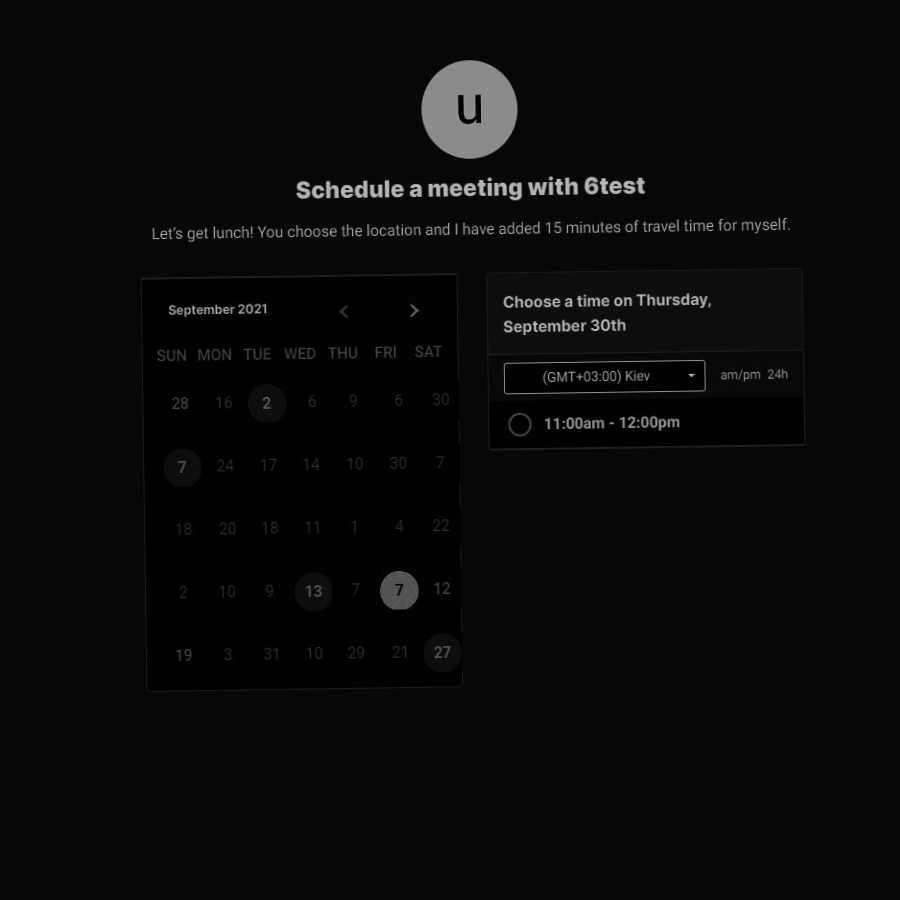 u
Schedule a meeting with 6test
Let's get lunch! You choose the location and I have added 15 minutes of travel time for myself.
September 2021
SUN MON TUE WED THU FRI SAT
28 16 2 6 9 6 30
7 24 17 14 10 30 7
18 20 18 11 1 4 22
2 10 9 13 7 7 12
19 3 31 10 29 21 27
Choose a time on Thursday,
September 30th
(GMT+03:00) Kiev
am/pm 24h
11:00am - 12:00pm